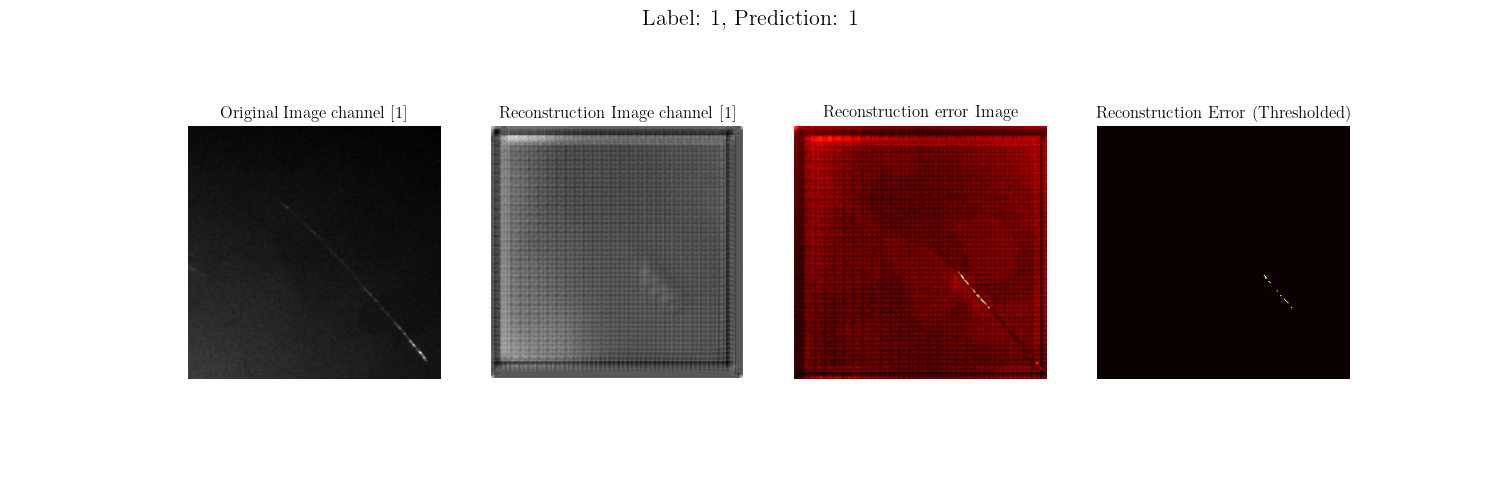 Label: 1, Prediction: 1
Original Image channel [1]
Reconstruction Image channel [1]
Reconstruction error Image
Reconstruction Error (Thresholded)